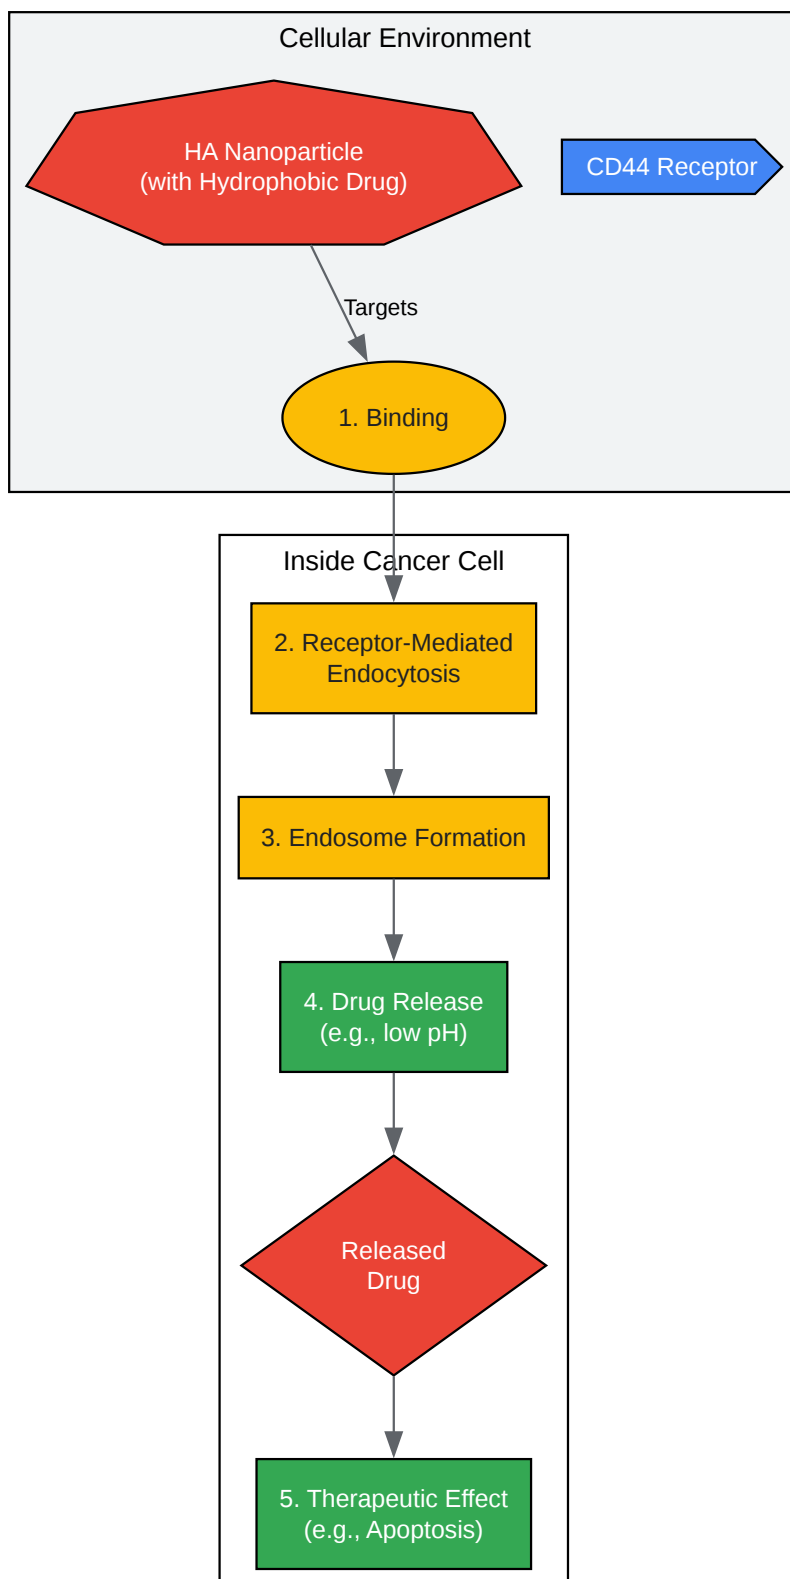 Cellular Environment
HA Nanoparticle
(with Hydrophobic Drug)
CD44 Receptor
Targets
1. Binding
Inside Cancer Cell
2. Receptor-Mediated
Endocytosis
3. Endosome Formation
4. Drug Release
(e.g., low pH)
Released
Drug
5. Therapeutic Effect
(e.g., Apoptosis)